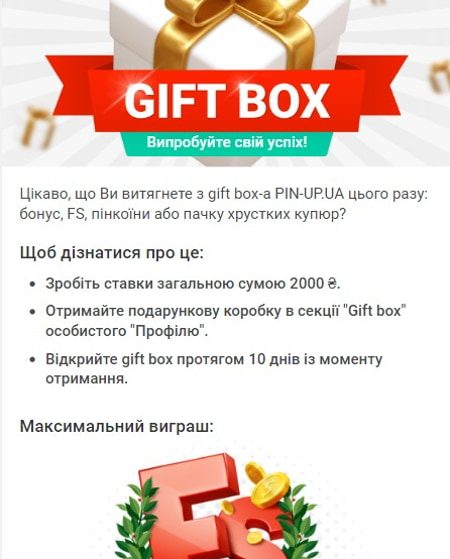 GIFT BOX
Випробуйте свій успіх!
Цікаво, що Ви витягнете з gift box-а PIN-UP.UA цього разу:
бонус, FS, пінкоїни або пачку хрустких купюр?
Щоб дізнатися про це:
Зробіть ставки загальною сумою 2000 ₴.
Отримайте подарункову коробку в секції "Gift box"
особистого "Профілю".
Відкрийте gift box протягом 10 днів із моменту
отримання.
Максимальний виграш: